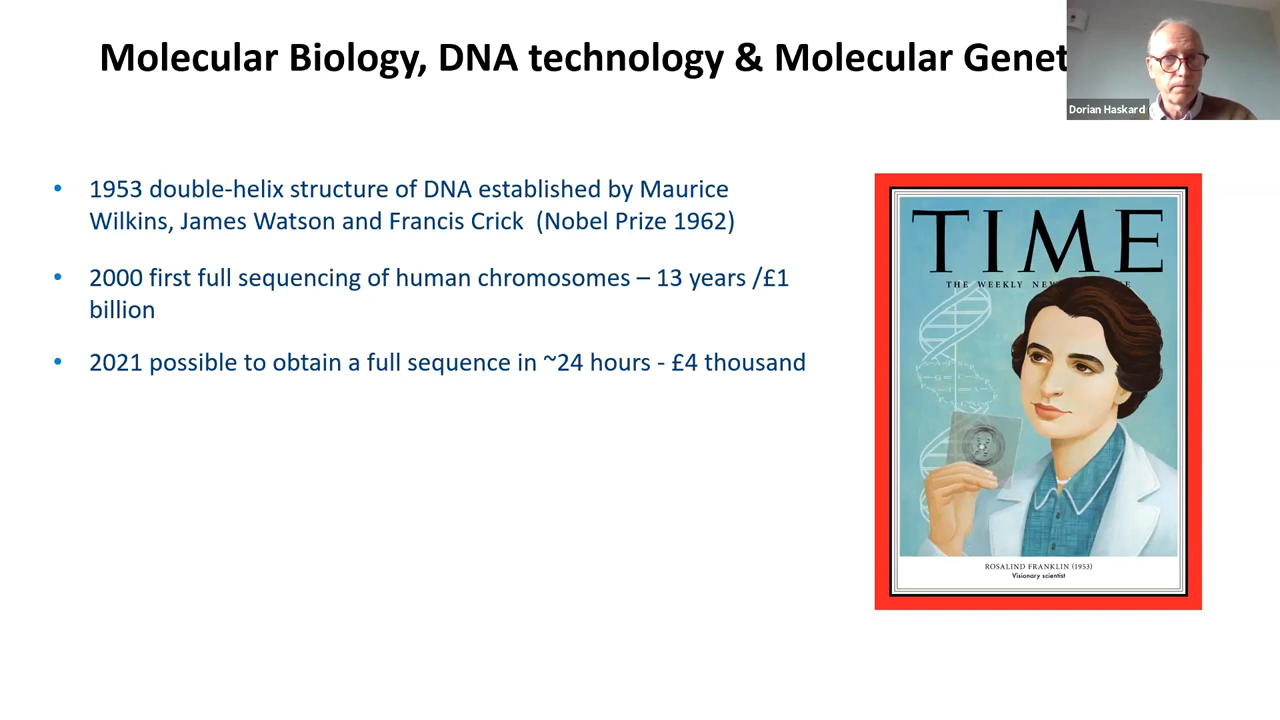 Molecular Biology, DNA technology & Molecular Genet
Dorian Haskard
• 1953 double-helix structure of DNA established by Maurice
Wilkins, James Watson and Francis Crick (Nobel Prize 1962)
• 2000 first full sequencing of human chromosomes – 13 years /£1
billion
• 2021 possible to obtain a full sequence in ~24 hours - £4 thousand
TIME
THE WEEKLY NEW
ROSALIND FRANKLIN (1953)
Visionary scientist